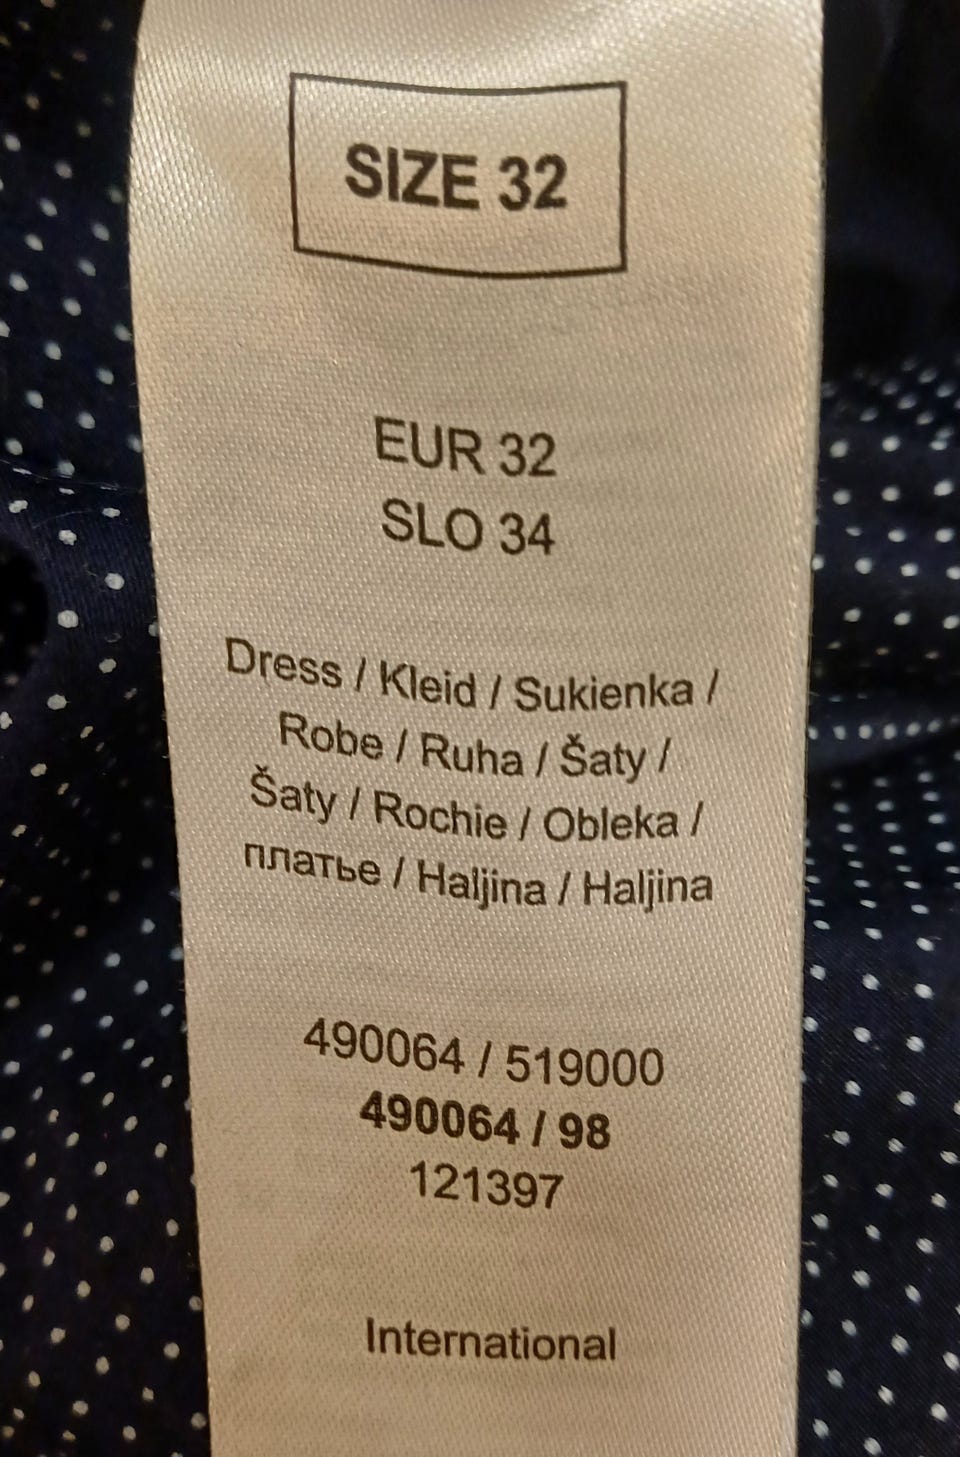 SIZE 32
EUR 32
SLO 34
Dress / Kleid / Sukienka /
Robe / Ruha / Šaty /
Šaty / Rochie / Obleka /
платье / Haljina / Haljina
490064 / 519000
490064 / 98
121397
International